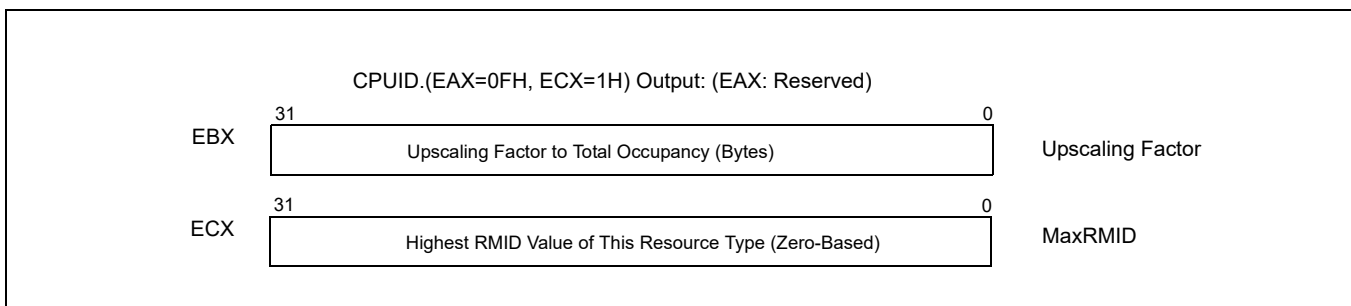 CPUID.(EAX=0FH, ECX=1H) Output: (EAX: Reserved)
31 0
EBX Upscaling Factor to Total Occupancy (Bytes) Upscaling Factor
31 0
ECX Highest RMID Value of This Resource Type (Zero-Based) MaxRMID